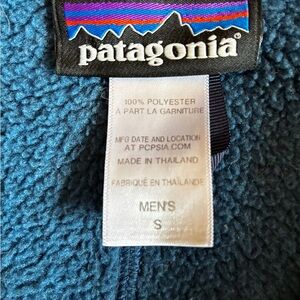 patagonia®
100% POLYESTER
À PART LA GARNITURE
MFG DATE AND LOCATION
AT PCPSIA.COM
MADE IN THAILAND
FABRIQUÉ EN THAÏLANDE
MEN'S
S